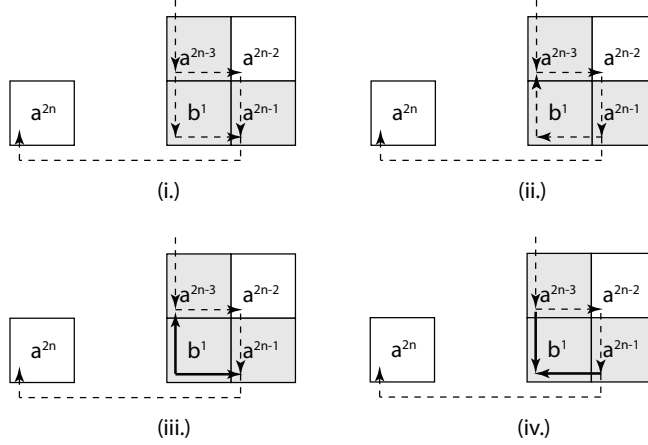 a^{2n-3} a^{2n-2} a^{2n-3} a^{2n-2}
a^{2n} b^1 a^{2n-1} a^{2n} b^1 a^{2n-1}
(i.) (ii.)
a^{2n-3} a^{2n-2} a^{2n-3} a^{2n-2}
a^{2n} b^1 a^{2n-1} a^{2n} b^1 a^{2n-1}
(iii.) (iv.)